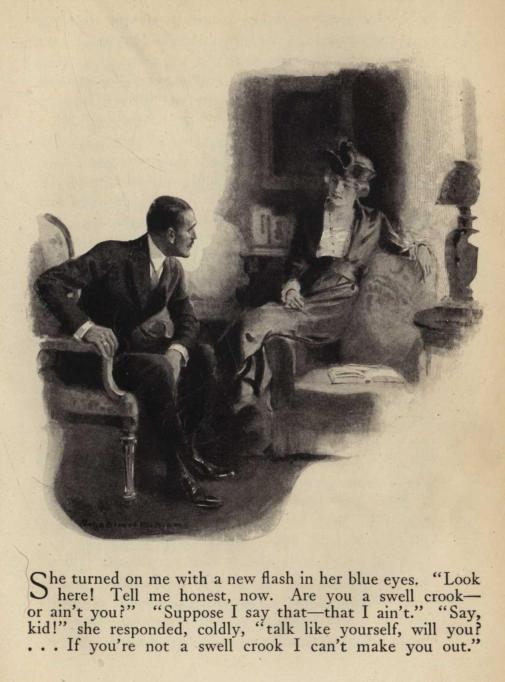 She turned on me with a new flash in her blue eyes. "Look
here! Tell me honest, now. Are you a swell crook—
or ain't you?" "Suppose I say that—that I ain't." "Say,
kid!" she responded, coldly, "talk like yourself, will you?
. . . If you're not a swell crook I can't make you out."